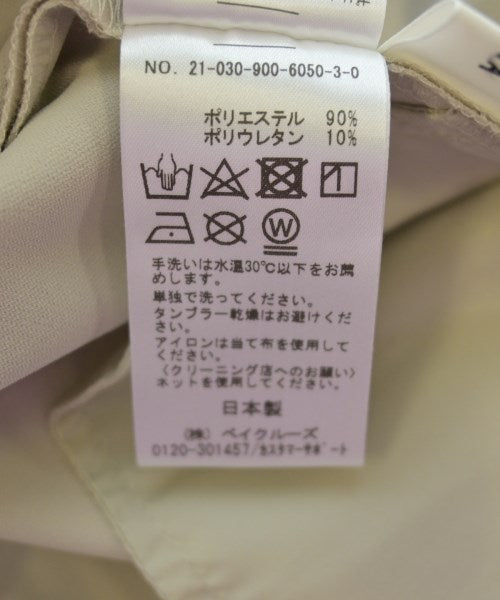 NO. 21-030-900-6050-3-0
ポリエステル 90%
ポリウレタン 10%
W
手洗いは水温30℃以下をお薦
めします。
単独で洗ってください。
タンブラー乾燥はお避けくだ
さい。
アイロンは当て布を使用して
ください。
〈クリーニング店へのお願い〉
ネットを使用してください。
日本製
(株) ベイクルーズ
0120-301457/カスタマーサポート